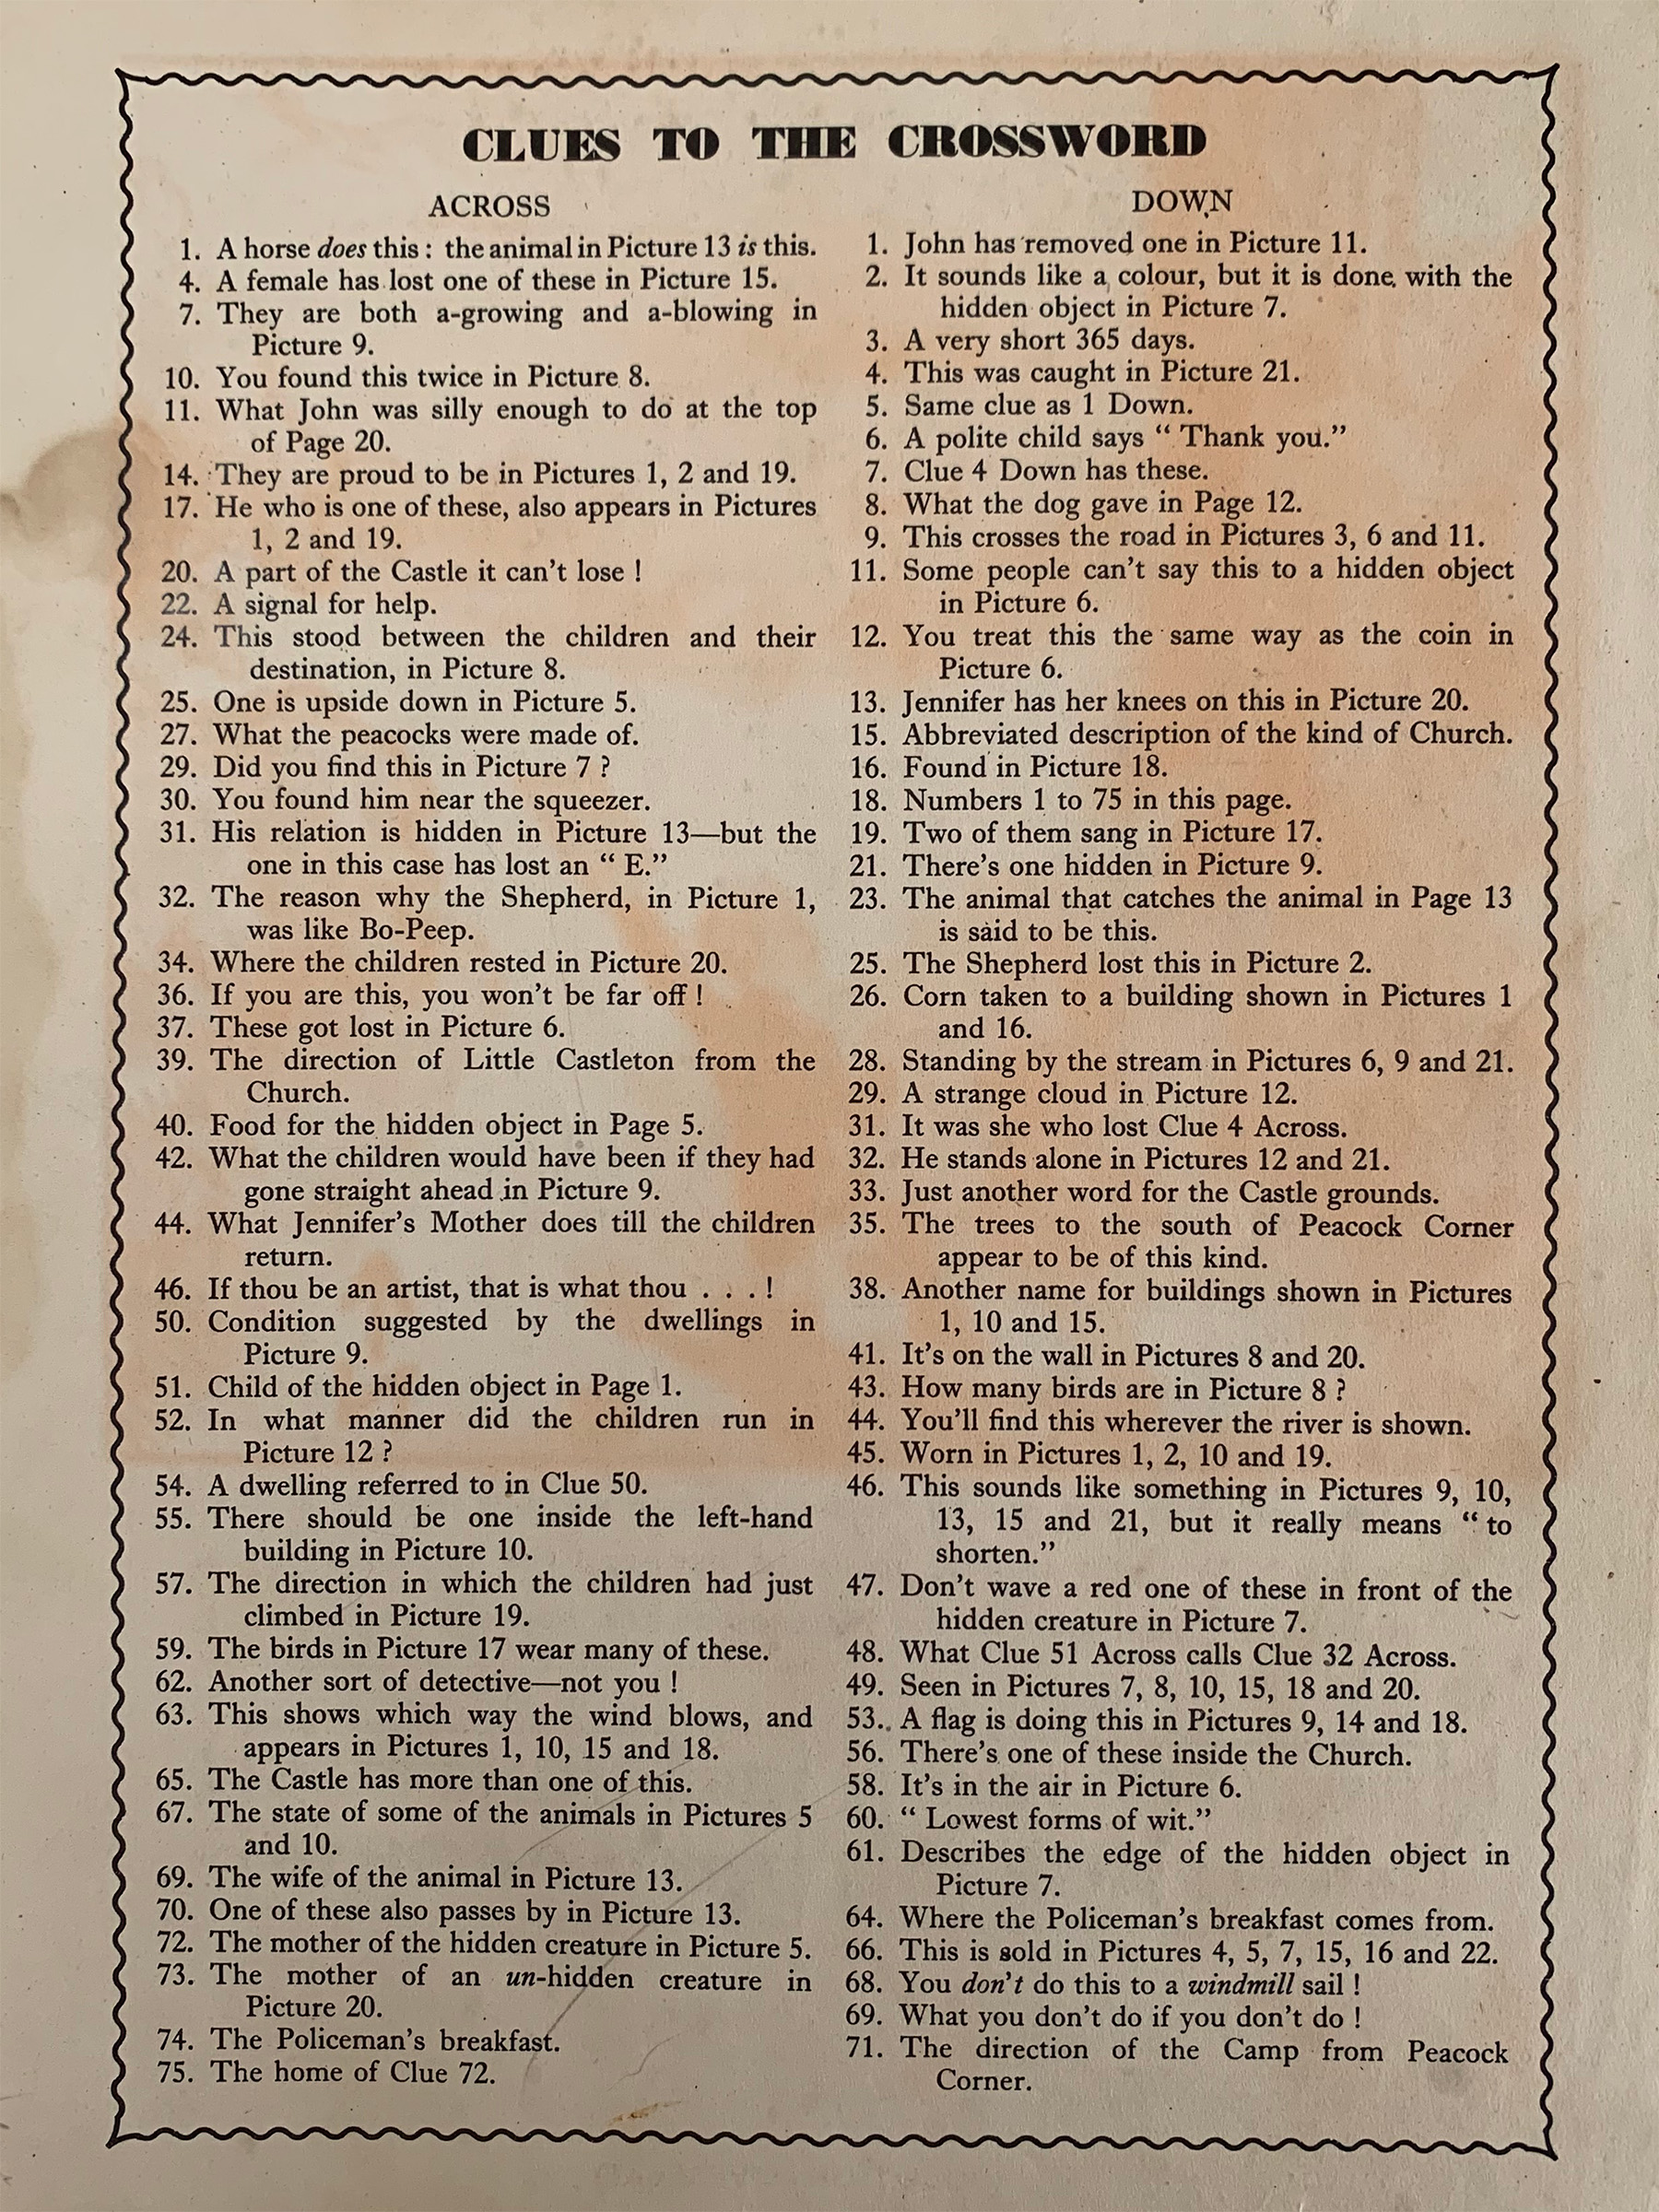 CLUES TO THE CROSSWORD
ACROSS
1. A horse does this : the animal in Picture 13 is this.
4. A female has lost one of these in Picture 15.
7. They are both a-growing and a-blowing in
Picture 9.
10. You found this twice in Picture 8.
11. What John was silly enough to do at the top
of Page 20.
14. They are proud to be in Pictures 1, 2 and 19.
17. He who is one of these, also appears in Pictures
1, 2 and 19.
20. A part of the Castle it can't lose !
22. A signal for help.
24. This stood between the children and their
destination, in Picture 8.
25. One is upside down in Picture 5.
27. What the peacocks were made of.
29. Did you find this in Picture 7 ?
30. You found him near the squeezer.
31. His relation is hidden in Picture 13—but the
one in this case has lost an " E."
32. The reason why the Shepherd, in Picture 1,
was like Bo-Peep.
34. Where the children rested in Picture 20.
36. If you are this, you won't be far off !
37. These got lost in Picture 6.
39. The direction of Little Castleton from the
Church.
40. Food for the hidden object in Page 5.
42. What the children would have been if they had
gone straight ahead in Picture 9.
44. What Jennifer's Mother does till the children
return.
46. If thou be an artist, that is what thou . . . !
50. Condition suggested by the dwellings in
Picture 9.
51. Child of the hidden object in Page 1.
52. In what manner did the children run in
Picture 12 ?
54. A dwelling referred to in Clue 50.
55. There should be one inside the left-hand
building in Picture 10.
57. The direction in which the children had just
climbed in Picture 19.
59. The birds in Picture 17 wear many of these.
62. Another sort of detective—not you !
63. This shows which way the wind blows, and
appears in Pictures 1, 10, 15 and 18.
65. The Castle has more than one of this.
67. The state of some of the animals in Pictures 5
and 10.
69. The wife of the animal in Picture 13.
70. One of these also passes by in Picture 13.
72. The mother of the hidden creature in Picture 5.
73. The mother of an un-hidden creature in
Picture 20.
74. The Policeman's breakfast.
75. The home of Clue 72.
DOWN
1. John has removed one in Picture 11.
2. It sounds like a colour, but it is done with the
hidden object in Picture 7.
3. A very short 365 days.
4. This was caught in Picture 21.
5. Same clue as 1 Down.
6. A polite child says " Thank you."
7. Clue 4 Down has these.
8. What the dog gave in Page 12.
9. This crosses the road in Pictures 3, 6 and 11.
11. Some people can't say this to a hidden object
in Picture 6.
12. You treat this the same way as the coin in
Picture 6.
13. Jennifer has her knees on this in Picture 20.
15. Abbreviated description of the kind of Church.
16. Found in Picture 18.
18. Numbers 1 to 75 in this page.
19. Two of them sang in Picture 17.
21. There's one hidden in Picture 9.
23. The animal that catches the animal in Page 13
is said to be this.
25. The Shepherd lost this in Picture 2.
26. Corn taken to a building shown in Pictures 1
and 16.
28. Standing by the stream in Pictures 6, 9 and 21.
29. A strange cloud in Picture 12.
31. It was she who lost Clue 4 Across.
32. He stands alone in Pictures 12 and 21.
33. Just another word for the Castle grounds.
35. The trees to the south of Peacock Corner
appear to be of this kind.
38. Another name for buildings shown in Pictures
1, 10 and 15.
41. It's on the wall in Pictures 8 and 20.
43. How many birds are in Picture 8 ?
44. You'll find this wherever the river is shown.
45. Worn in Pictures 1, 2, 10 and 19.
46. This sounds like something in Pictures 9, 10,
13, 15 and 21, but it really means " to
shorten."
47. Don't wave a red one of these in front of the
hidden creature in Picture 7.
48. What Clue 51 Across calls Clue 32 Across.
49. Seen in Pictures 7, 8, 10, 15, 18 and 20.
53. A flag is doing this in Pictures 9, 14 and 18.
56. There's one of these inside the Church.
58. It's in the air in Picture 6.
60. " Lowest forms of wit."
61. Describes the edge of the hidden object in
Picture 7.
64. Where the Policeman's breakfast comes from.
66. This is sold in Pictures 4, 5, 7, 15, 16 and 22.
68. You don't do this to a windmill sail !
69. What you don't do if you don't do !
71. The direction of the Camp from Peacock
Corner.